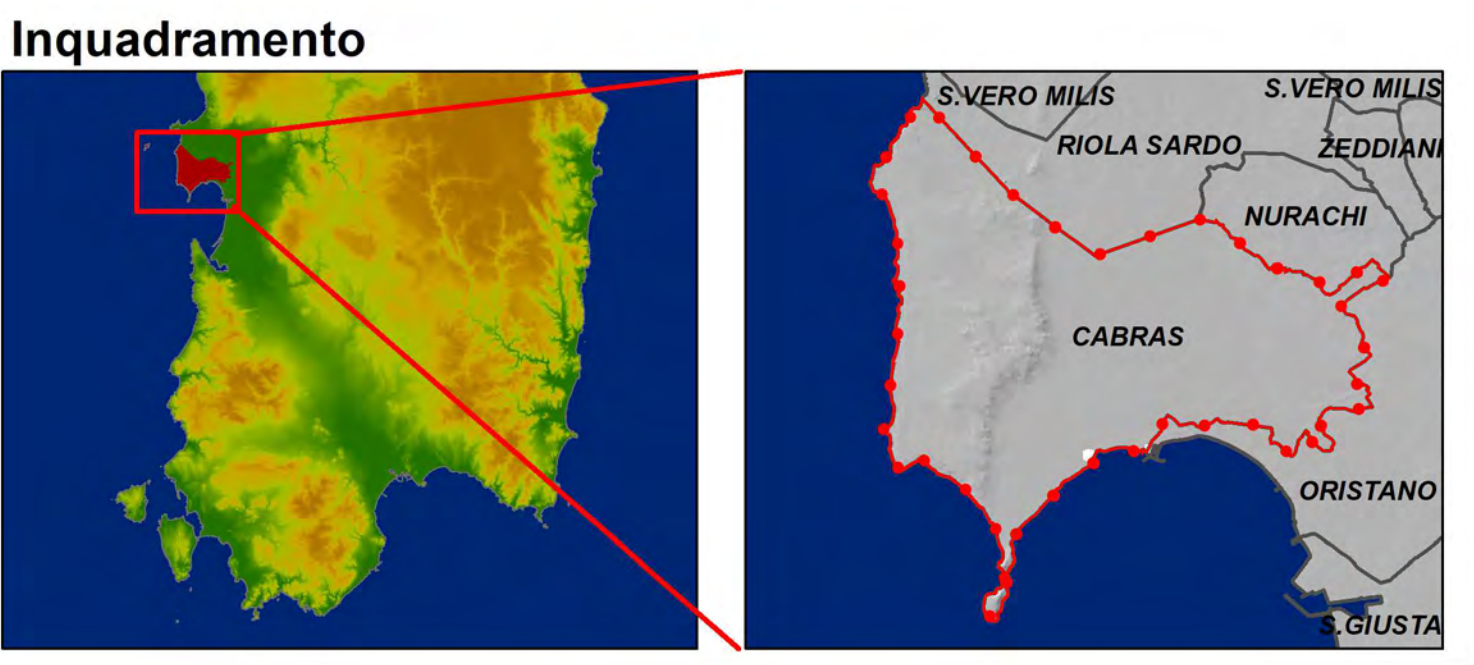 Inquadramento
S.VERO MILIS
S.VERO MILIS
RIOLA SARDO
ZEDDIANI
NURACHI
CABRAS
ORISTANO
S.GIUSTA